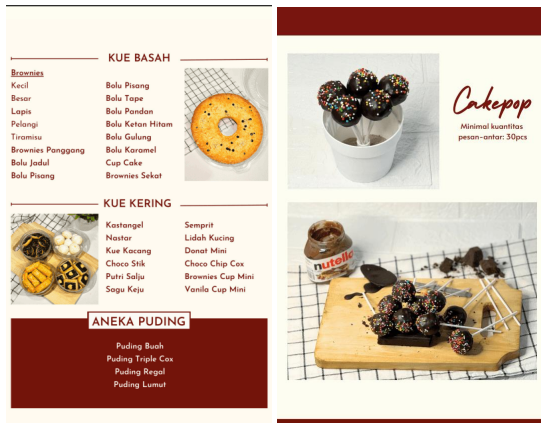 KUE BASAH
Brownies
Kecil
Besar
Lapis
Pelangi
Tiramisu
Brownies Panggang
Bolu Jadul
Bolu Pisang
Bolu Pisang
Bolu Tape
Bolu Pandan
Bolu Ketan Hitam
Bolu Gulung
Bolu Karamel
Cup Cake
Brownies Sekat
KUE KERING
Kastangel
Nastar
Kue Kacang
Choco Stik
Putri Salju
Sagu Keju
Semprit
Lidah Kucing
Donat Mini
Choco Chip Cox
Brownies Cup Mini
Vanila Cup Mini
ANEKA PUDING
Puding Buah
Puding Triple Cox
Puding Regal
Puding Lumut
Cakepop
Minimal kuantitas
pesan-antar: 30pcs
nutella